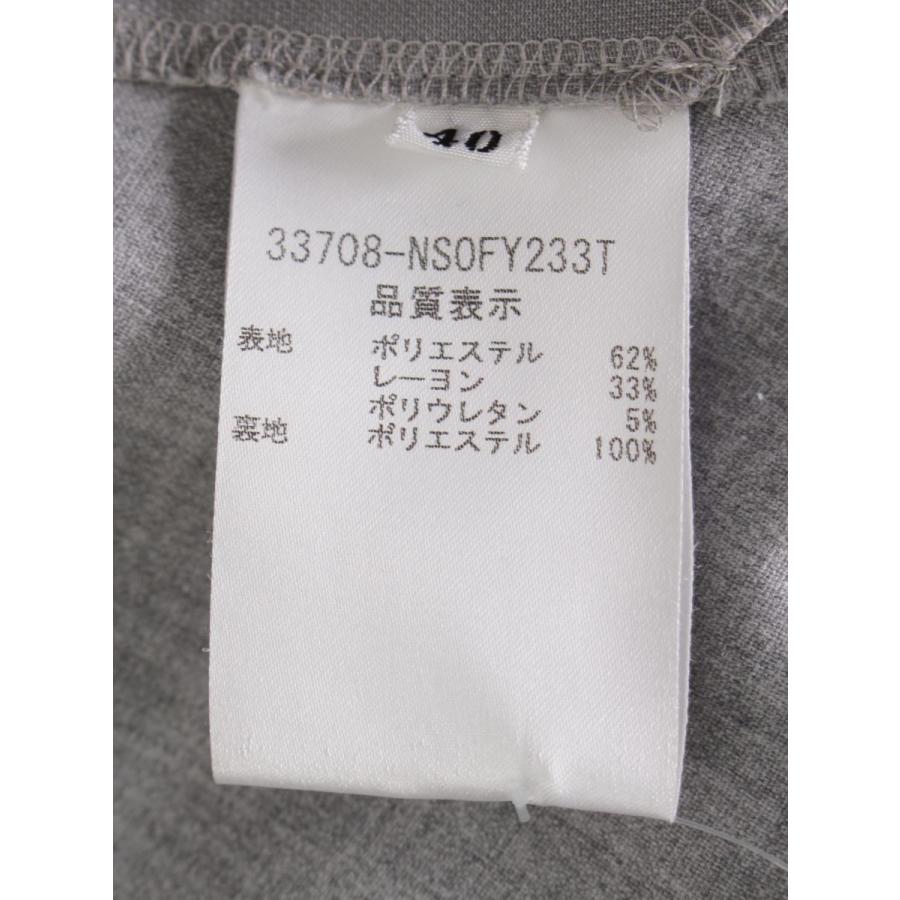 40
33708-NSOFY233T
品質表示
表地 ポリエステル 62%
レーヨン 33%
ポリウレタン 5%
裏地 ポリエステル 100%